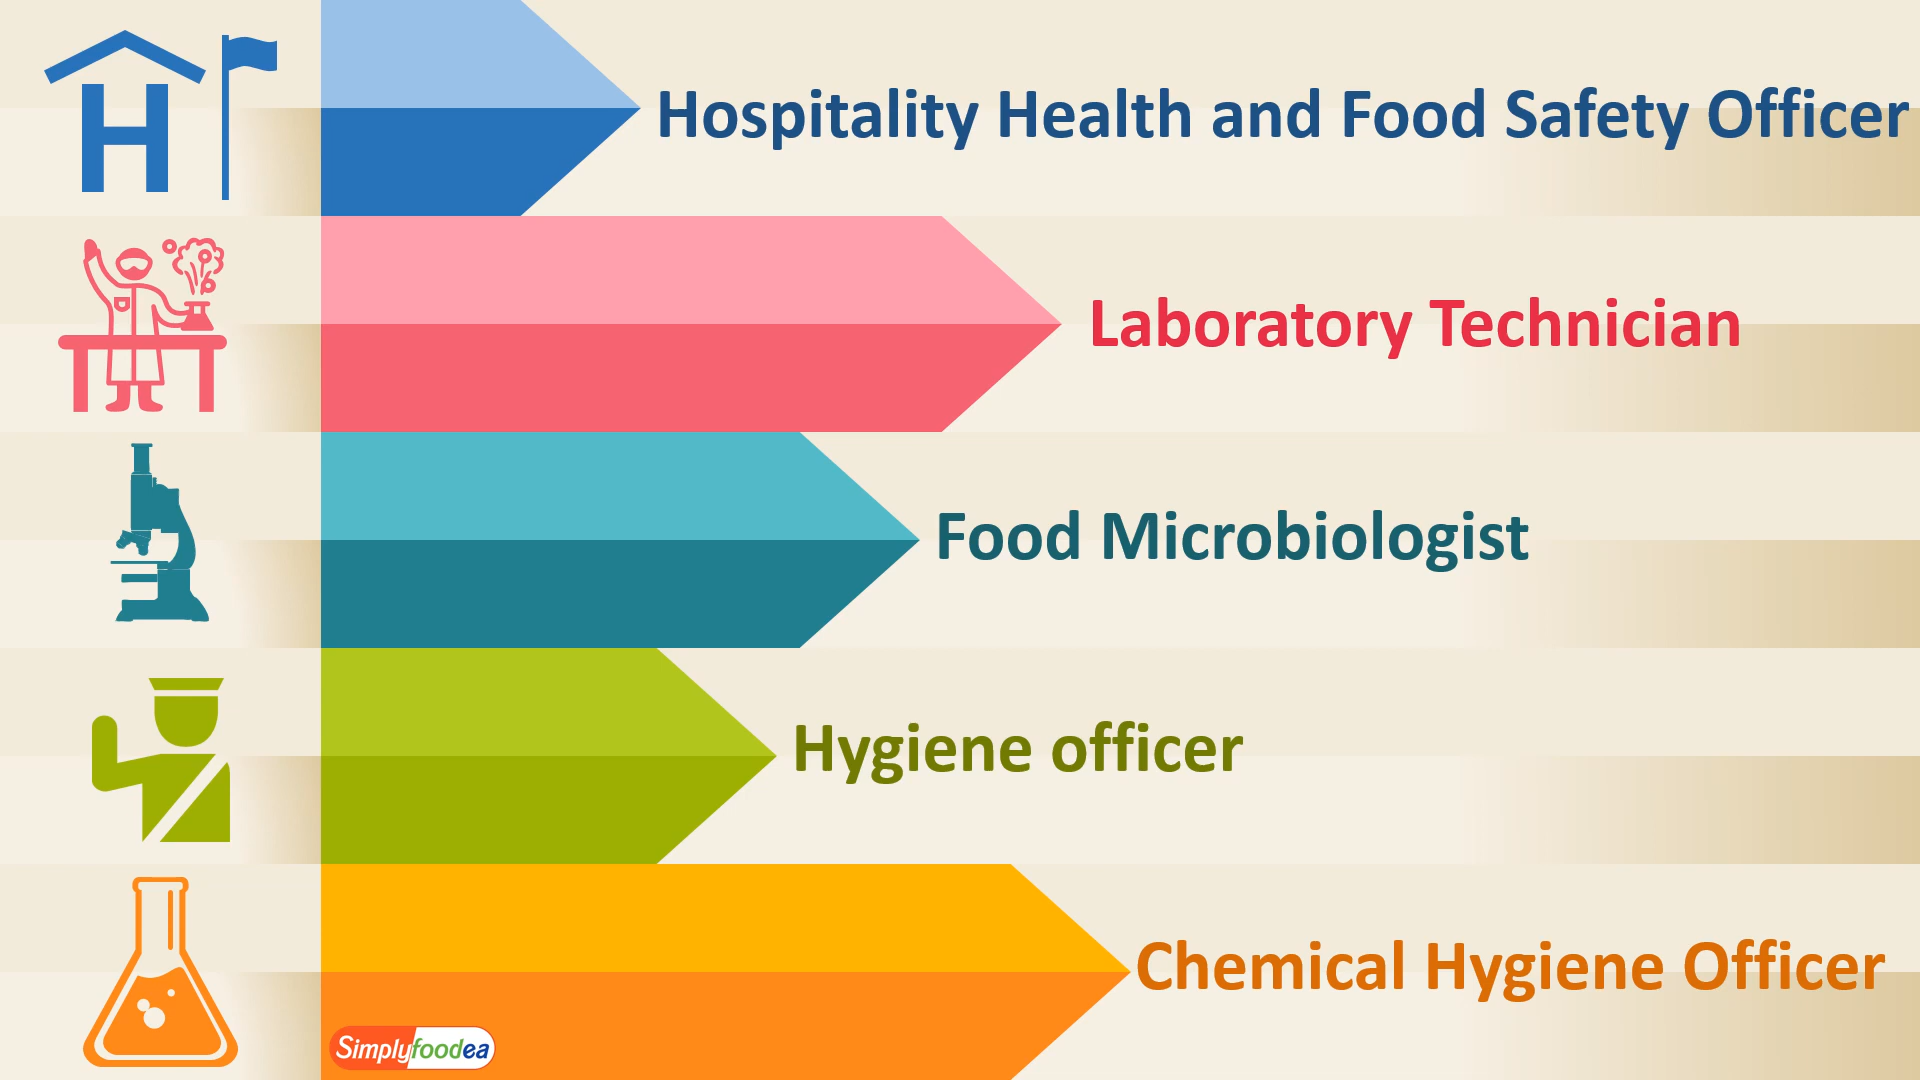 H
Hospitality Health and Food Safety Officer
Laboratory Technician
Food Microbiologist
Hygiene officer
Chemical Hygiene Officer
Simplyfoodea